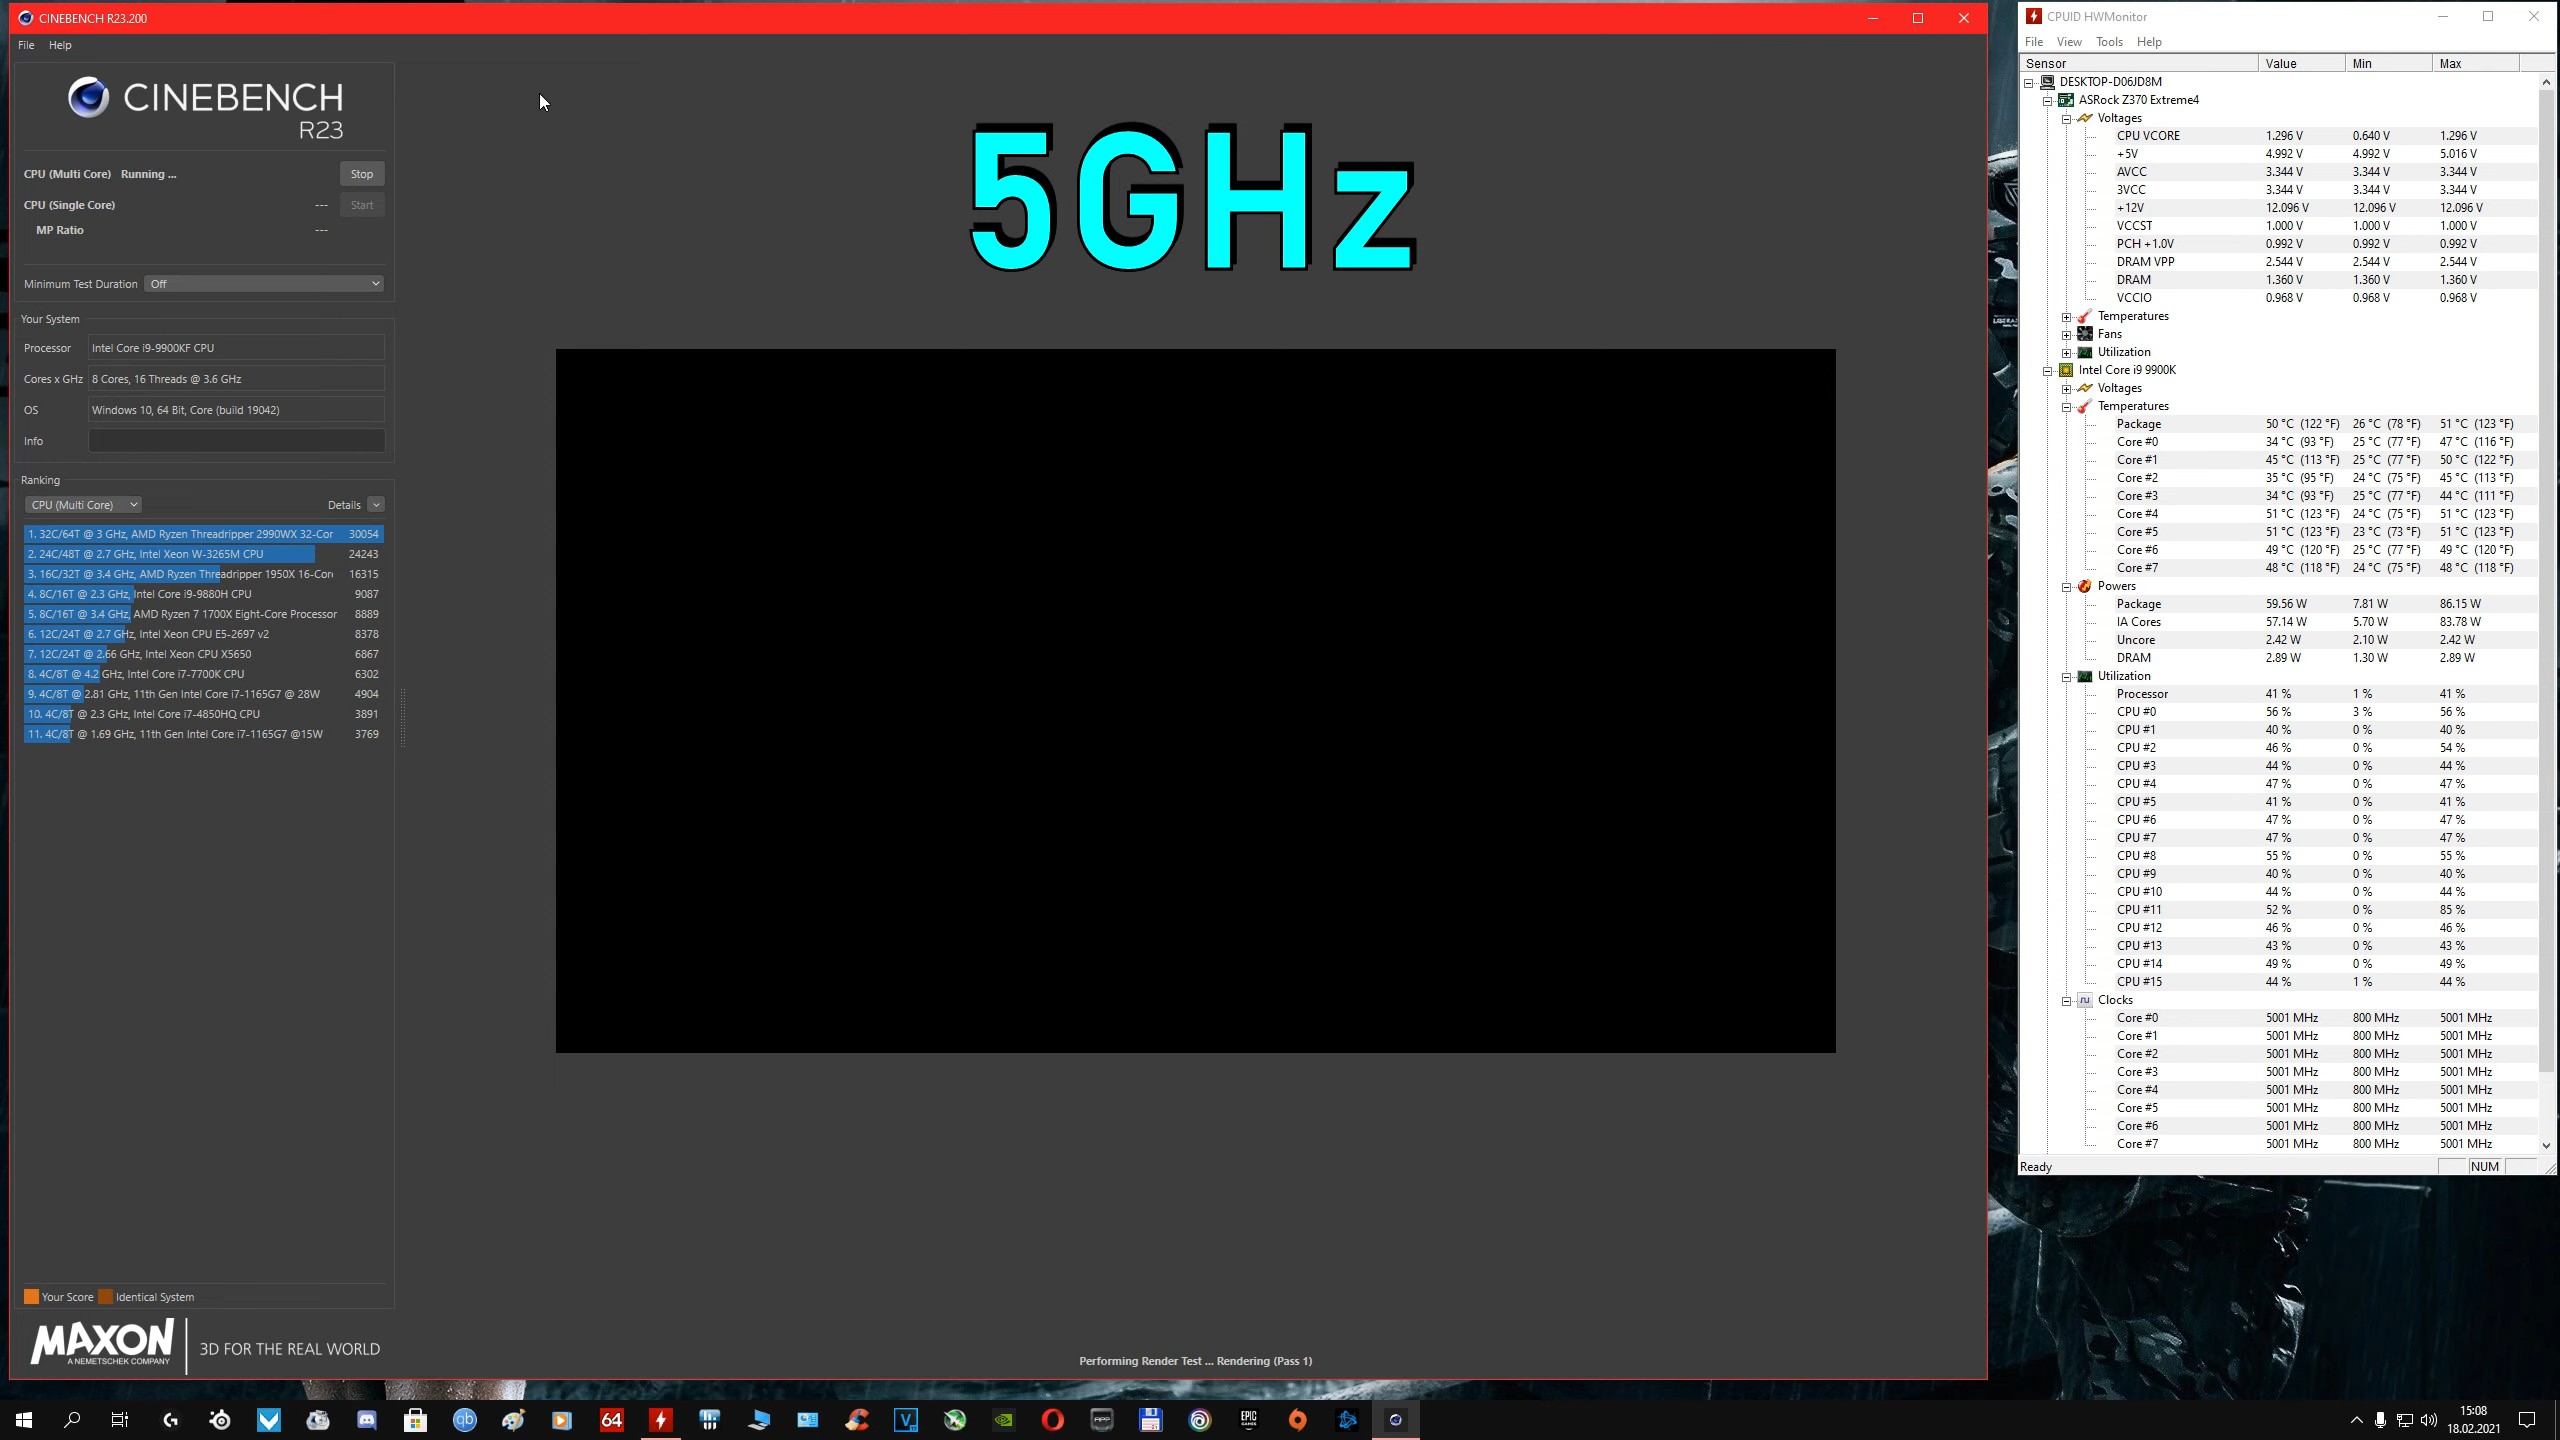 CINEBENCH R23.200
File Help
CINEBENCH
R23
CPU (Multi Core) Running ... Stop
CPU (Single Core) --- Start
MP Ratio ---
Minimum Test Duration Off
Your System
Processor Intel Core i9-9900KF CPU
Cores x GHz 8 Cores, 16 Threads @ 3.6 GHz
OS Windows 10, 64 Bit, Core (build 19042)
Info
Ranking
CPU (Multi Core) Details
1. 32C/64T @ 3 GHz, AMD Ryzen Threadripper 2990WX 32-Cor 30054
2. 24C/48T @ 2.7 GHz, Intel Xeon W-3265M CPU 24243
3. 16C/32T @ 3.4 GHz, AMD Ryzen Threadripper 1950X 16-Core 16315
4. 8C/16T @ 2.3 GHz, Intel Core i9-9880H CPU 9087
5. 8C/16T @ 3.4 GHz, AMD Ryzen 7 1700X Eight-Core Processor 8889
6. 12C/24T @ 2.7 GHz, Intel Xeon CPU E5-2697 v2 8378
7. 12C/24T @ 2.66 GHz, Intel Xeon CPU X5650 6867
8. 4C/8T @ 4.2 GHz, Intel Core i7-7700K CPU 6302
9. 4C/8T @ 2.81 GHz, 11th Gen Intel Core i7-1165G7 @ 28W 4904
10. 4C/8T @ 2.3 GHz, Intel Core i7-4850HQ CPU 3891
11. 4C/8T @ 1.69 GHz, 11th Gen Intel Core i7-1165G7 @15W 3769
Your Score Identical System
MAXON
A NEMETSCHEK COMPANY
3D FOR THE REAL WORLD
5GHz
Performing Render Test ... Rendering (Pass 1)
CPUID HWMonitor
File View Tools Help
Sensor Value Min Max
DESKTOP-D06JD8M
ASRock Z370 Extreme4
Voltages
CPU VCORE 1.296 V 0.640 V 1.296 V
+5V 4.992 V 4.992 V 5.016 V
AVCC 3.344 V 3.344 V 3.344 V
3VCC 3.344 V 3.344 V 3.344 V
+12V 12.096 V 12.096 V 12.096 V
VCCST 1.000 V 1.000 V 1.000 V
PCH +1.0V 0.992 V 0.992 V 0.992 V
DRAM VPP 2.544 V 2.544 V 2.544 V
DRAM 1.360 V 1.360 V 1.360 V
VCCIO 0.968 V 0.968 V 0.968 V
Temperatures
Fans
Utilization
Intel Core i9 9900K
Voltages
Temperatures
Package 50 °C (122 °F) 26 °C (78 °F) 51 °C (123 °F)
Core #0 34 °C (93 °F) 25 °C (77 °F) 47 °C (116 °F)
Core #1 45 °C (113 °F) 25 °C (77 °F) 50 °C (122 °F)
Core #2 35 °C (95 °F) 24 °C (75 °F) 45 °C (113 °F)
Core #3 34 °C (93 °F) 25 °C (77 °F) 44 °C (111 °F)
Core #4 51 °C (123 °F) 24 °C (75 °F) 51 °C (123 °F)
Core #5 51 °C (123 °F) 23 °C (73 °F) 51 °C (123 °F)
Core #6 49 °C (120 °F) 25 °C (77 °F) 49 °C (120 °F)
Core #7 48 °C (118 °F) 24 °C (75 °F) 48 °C (118 °F)
Powers
Package 59.56 W 7.81 W 86.15 W
IA Cores 57.14 W 5.70 W 83.78 W
Uncore 2.42 W 2.10 W 2.42 W
DRAM 2.89 W 1.30 W 2.89 W
Utilization
Processor 41 % 1 % 41 %
CPU #0 56 % 3 % 56 %
CPU #1 40 % 0 % 40 %
CPU #2 46 % 0 % 54 %
CPU #3 44 % 0 % 44 %
CPU #4 47 % 0 % 47 %
CPU #5 41 % 0 % 41 %
CPU #6 47 % 0 % 47 %
CPU #7 47 % 0 % 47 %
CPU #8 55 % 0 % 55 %
CPU #9 40 % 0 % 40 %
CPU #10 44 % 0 % 44 %
CPU #11 52 % 0 % 85 %
CPU #12 46 % 0 % 46 %
CPU #13 43 % 0 % 43 %
CPU #14 49 % 0 % 49 %
CPU #15 44 % 1 % 44 %
Clocks
Core #0 5001 MHz 800 MHz 5001 MHz
Core #1 5001 MHz 800 MHz 5001 MHz
Core #2 5001 MHz 800 MHz 5001 MHz
Core #3 5001 MHz 800 MHz 5001 MHz
Core #4 5001 MHz 800 MHz 5001 MHz
Core #5 5001 MHz 800 MHz 5001 MHz
Core #6 5001 MHz 800 MHz 5001 MHz
Core #7 5001 MHz 800 MHz 5001 MHz
Ready NUM
qb 64 V APP EPIC GAMES
15:08
18.02.2021